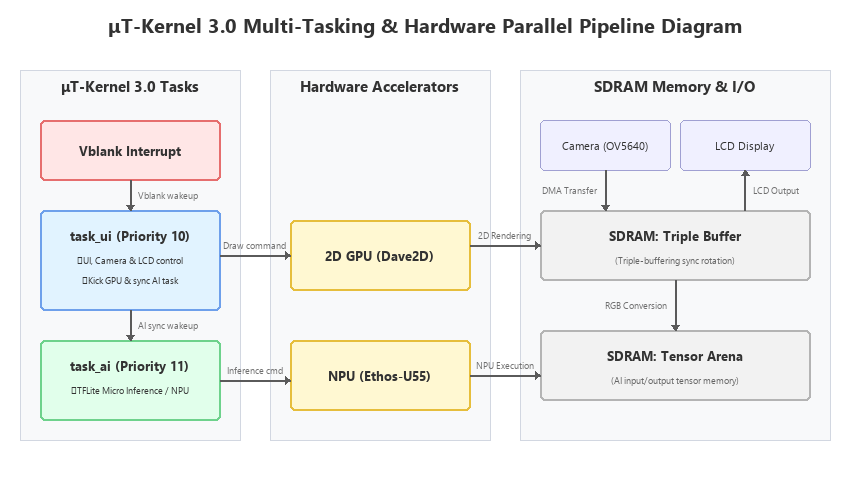 μT-Kernel 3.0 Multi-Tasking & Hardware Parallel Pipeline Diagram
μT-Kernel 3.0 Tasks
Vblank Interrupt
Vblank wakeup
task_ui (Priority 10)
UI, Camera & LCD control
Kick GPU & sync AI task
AI sync wakeup
task_ai (Priority 11)
TFLite Micro Inference / NPU
Draw command
Inference cmd
Hardware Accelerators
2D GPU (Dave2D)
NPU (Ethos-U55)
2D Rendering
NPU Execution
SDRAM Memory & I/O
Camera (OV5640)
LCD Display
DMA Transfer
LCD Output
SDRAM: Triple Buffer
(Triple-buffering sync rotation)
RGB Conversion
SDRAM: Tensor Arena
(AI input/output tensor memory)